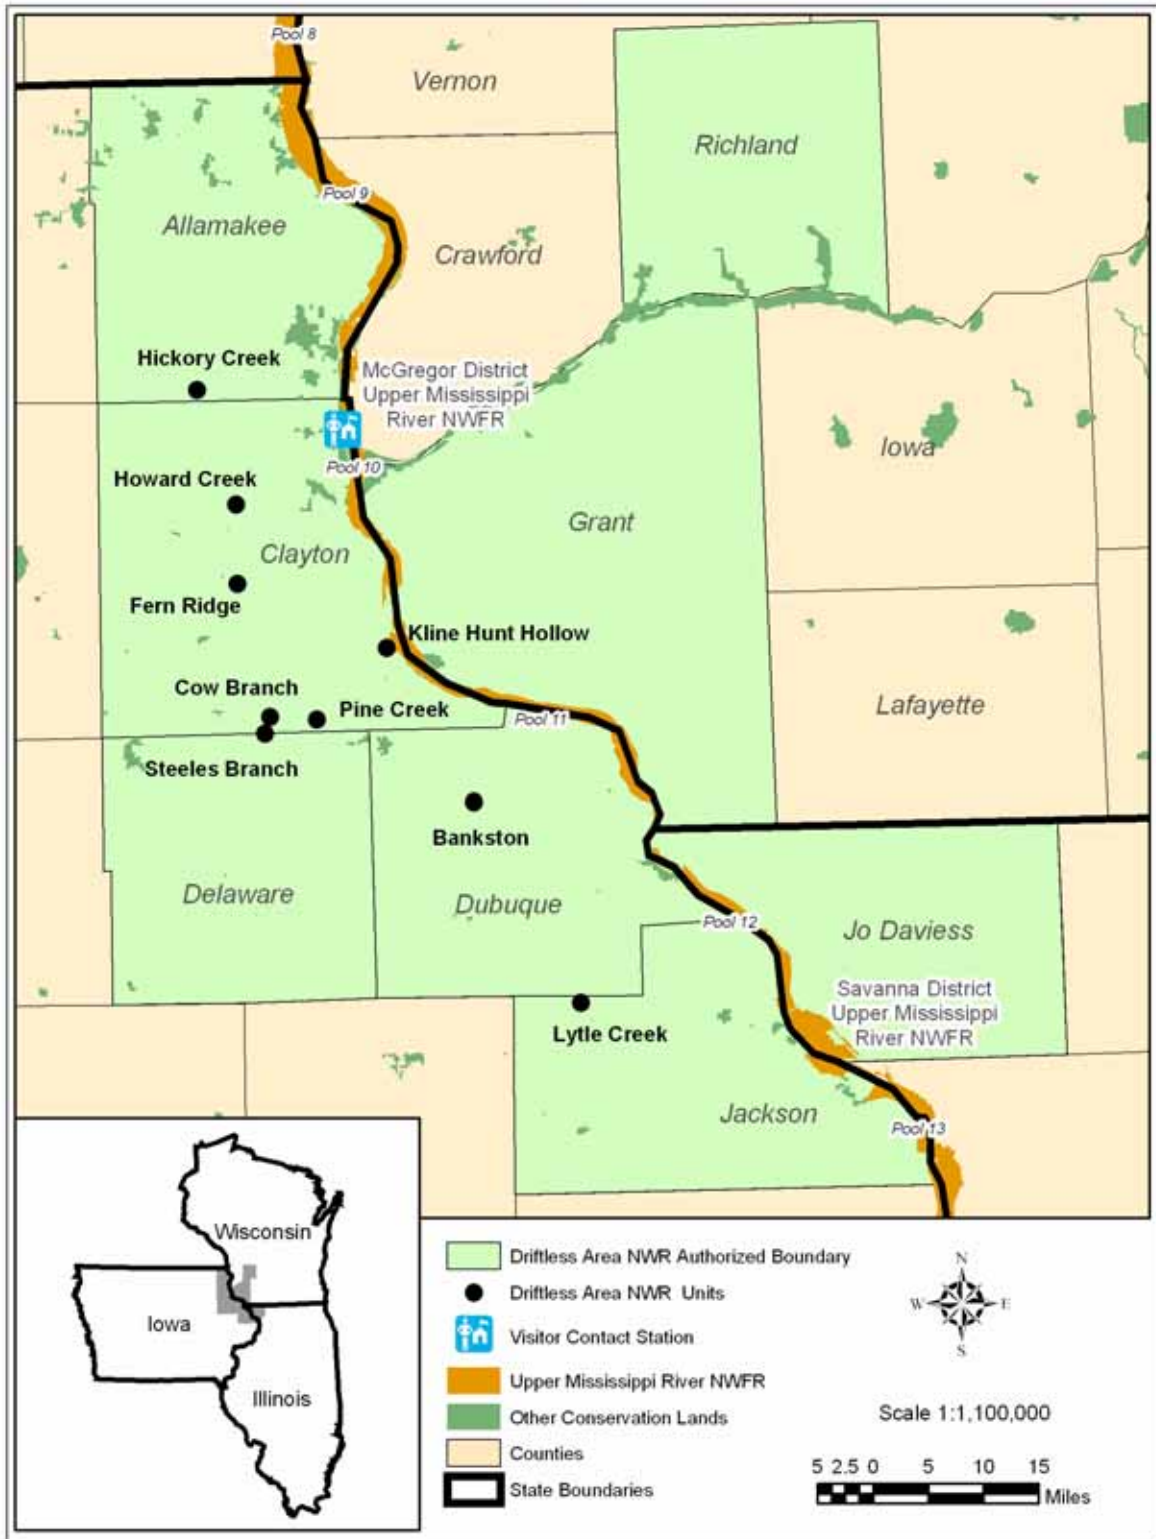 Pool 8
Vernon
Richland
Pool 9
Allamakee
Crawford
Hickory Creek
McGregor District
Upper Mississippi
River NWFR
Pool 10
Iowa
Howard Creek
Grant
Clayton
Fern Ridge
Kline Hunt Hollow
Cow Branch
Pine Creek
Pool 11
Lafayette
Steeles Branch
Bankston
Delaware
Dubuque
Pool 12
Jo Daviess
Savanna District
Upper Mississippi
River NWFR
Lytle Creek
Jackson
Pool 13
Wisconsin
Iowa
Illinois
Driftless Area NWR Authorized Boundary
Driftless Area NWR Units
Visitor Contact Station
Upper Mississippi River NWFR
Other Conservation Lands
Counties
State Boundaries
N
W E
S
Scale 1:1,100,000
5 2.5 0 5 10 15
Miles